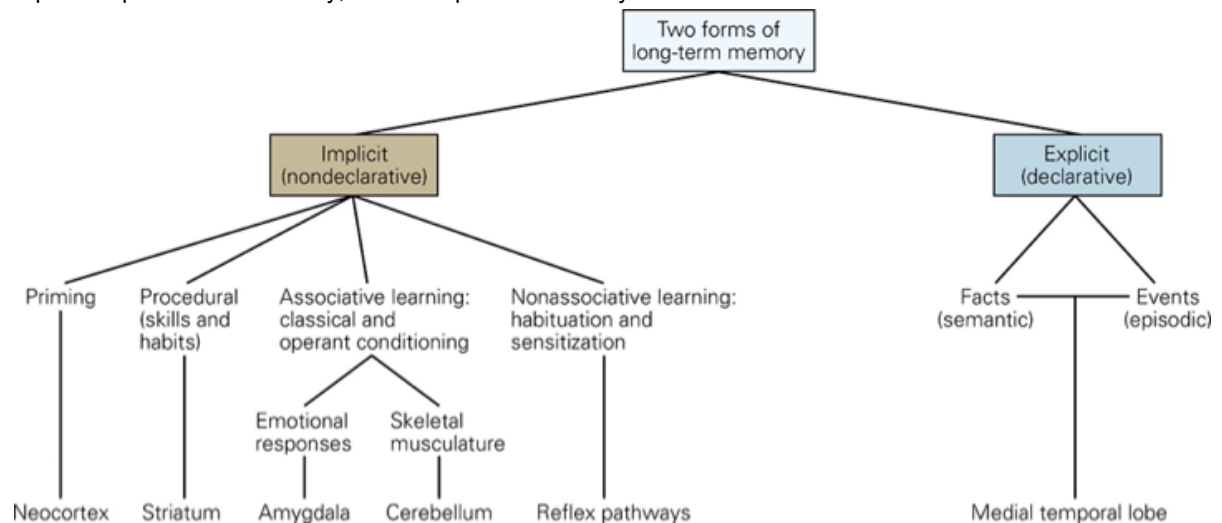 Two forms of
long-term memory
Implicit
(nondeclarative)
Explicit
(declarative)
Priming
Procedural
(skills and
habits)
Associative learning:
classical and
operant conditioning
Nonassociative learning:
habituation and
sensitization
Facts
(semantic)
Events
(episodic)
Emotional
responses
Skeletal
musculature
Neocortex
Striatum
Amygdala
Cerebellum
Reflex pathways
Medial temporal lobe